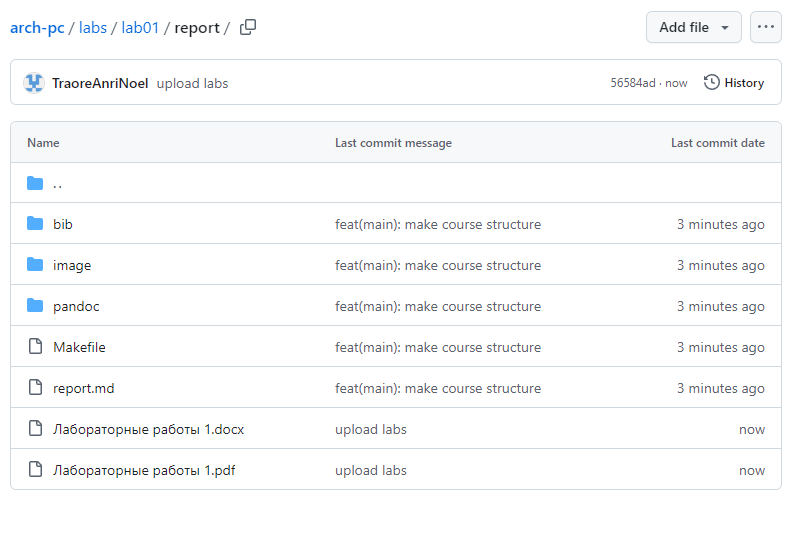 arch-pc / labs / lab01 / report /
Add file
TraoreAnriNoel upload labs
56584ad · now
History
Name Last commit message Last commit date
..
bib feat(main): make course structure 3 minutes ago
image feat(main): make course structure 3 minutes ago
pandoc feat(main): make course structure 3 minutes ago
Makefile feat(main): make course structure 3 minutes ago
report.md feat(main): make course structure 3 minutes ago
Лабораторные работы 1.docx upload labs now
Лабораторные работы 1.pdf upload labs now